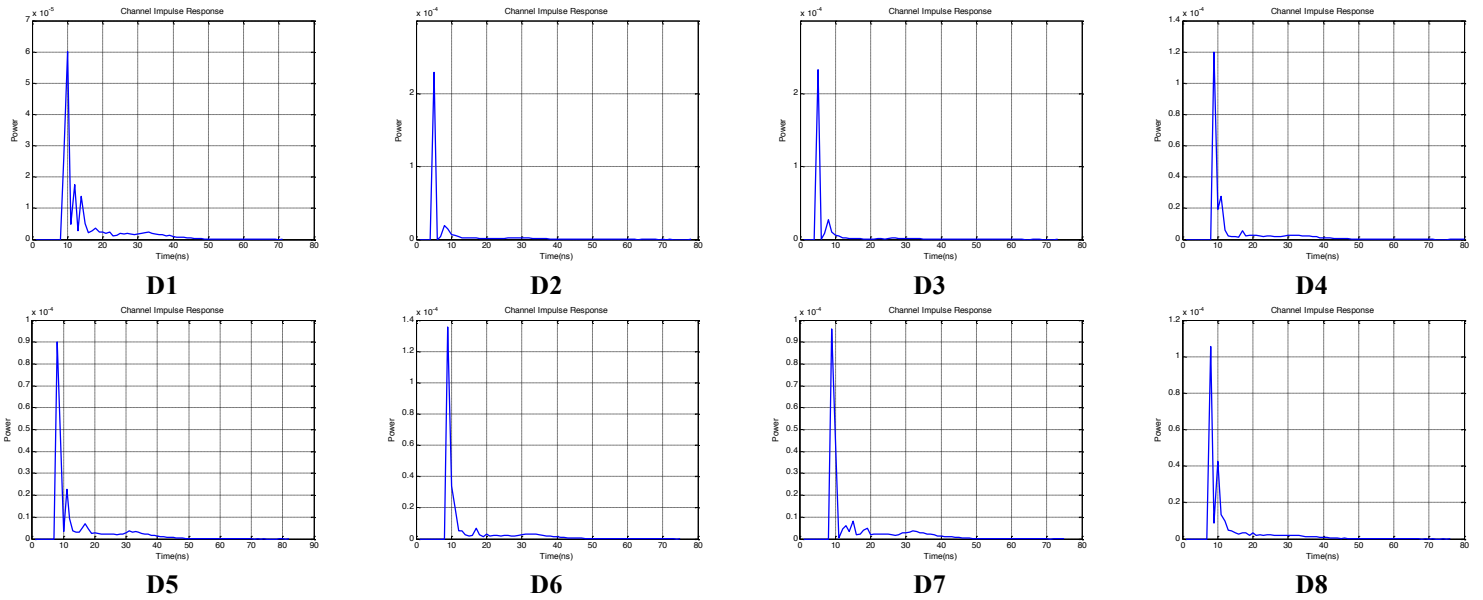 x 10-5
Channel Impulse Response
7
6
5
4
3
2
1
0
Power
0 10 20 30 40 50 60 70 80
Time(ns)
D1
x 10-4
Channel Impulse Response
2
1
0
Power
0 10 20 30 40 50 60 70 80
Time(ns)
D2
x 10-4
Channel Impulse Response
2
1
0
Power
0 10 20 30 40 50 60 70 80
Time(ns)
D3
x 10-4
Channel Impulse Response
1.4
1.2
1
0.8
0.6
0.4
0.2
0
Power
0 10 20 30 40 50 60 70 80
Time(ns)
D4
x 10-4
Channel Impulse Response
1
0.9
0.8
0.7
0.6
0.5
0.4
0.3
0.2
0.1
0
Power
0 10 20 30 40 50 60 70 80 90
Time(ns)
D5
x 10-4
Channel Impulse Response
1.4
1.2
1
0.8
0.6
0.4
0.2
0
Power
0 10 20 30 40 50 60 70 80
Time(ns)
D6
x 10-4
Channel Impulse Response
1
0.9
0.8
0.7
0.6
0.5
0.4
0.3
0.2
0.1
0
Power
0 10 20 30 40 50 60 70 80
Time(ns)
D7
x 10-4
Channel Impulse Response
1.2
1
0.8
0.6
0.4
0.2
0
Power
0 10 20 30 40 50 60 70 80
Time(ns)
D8